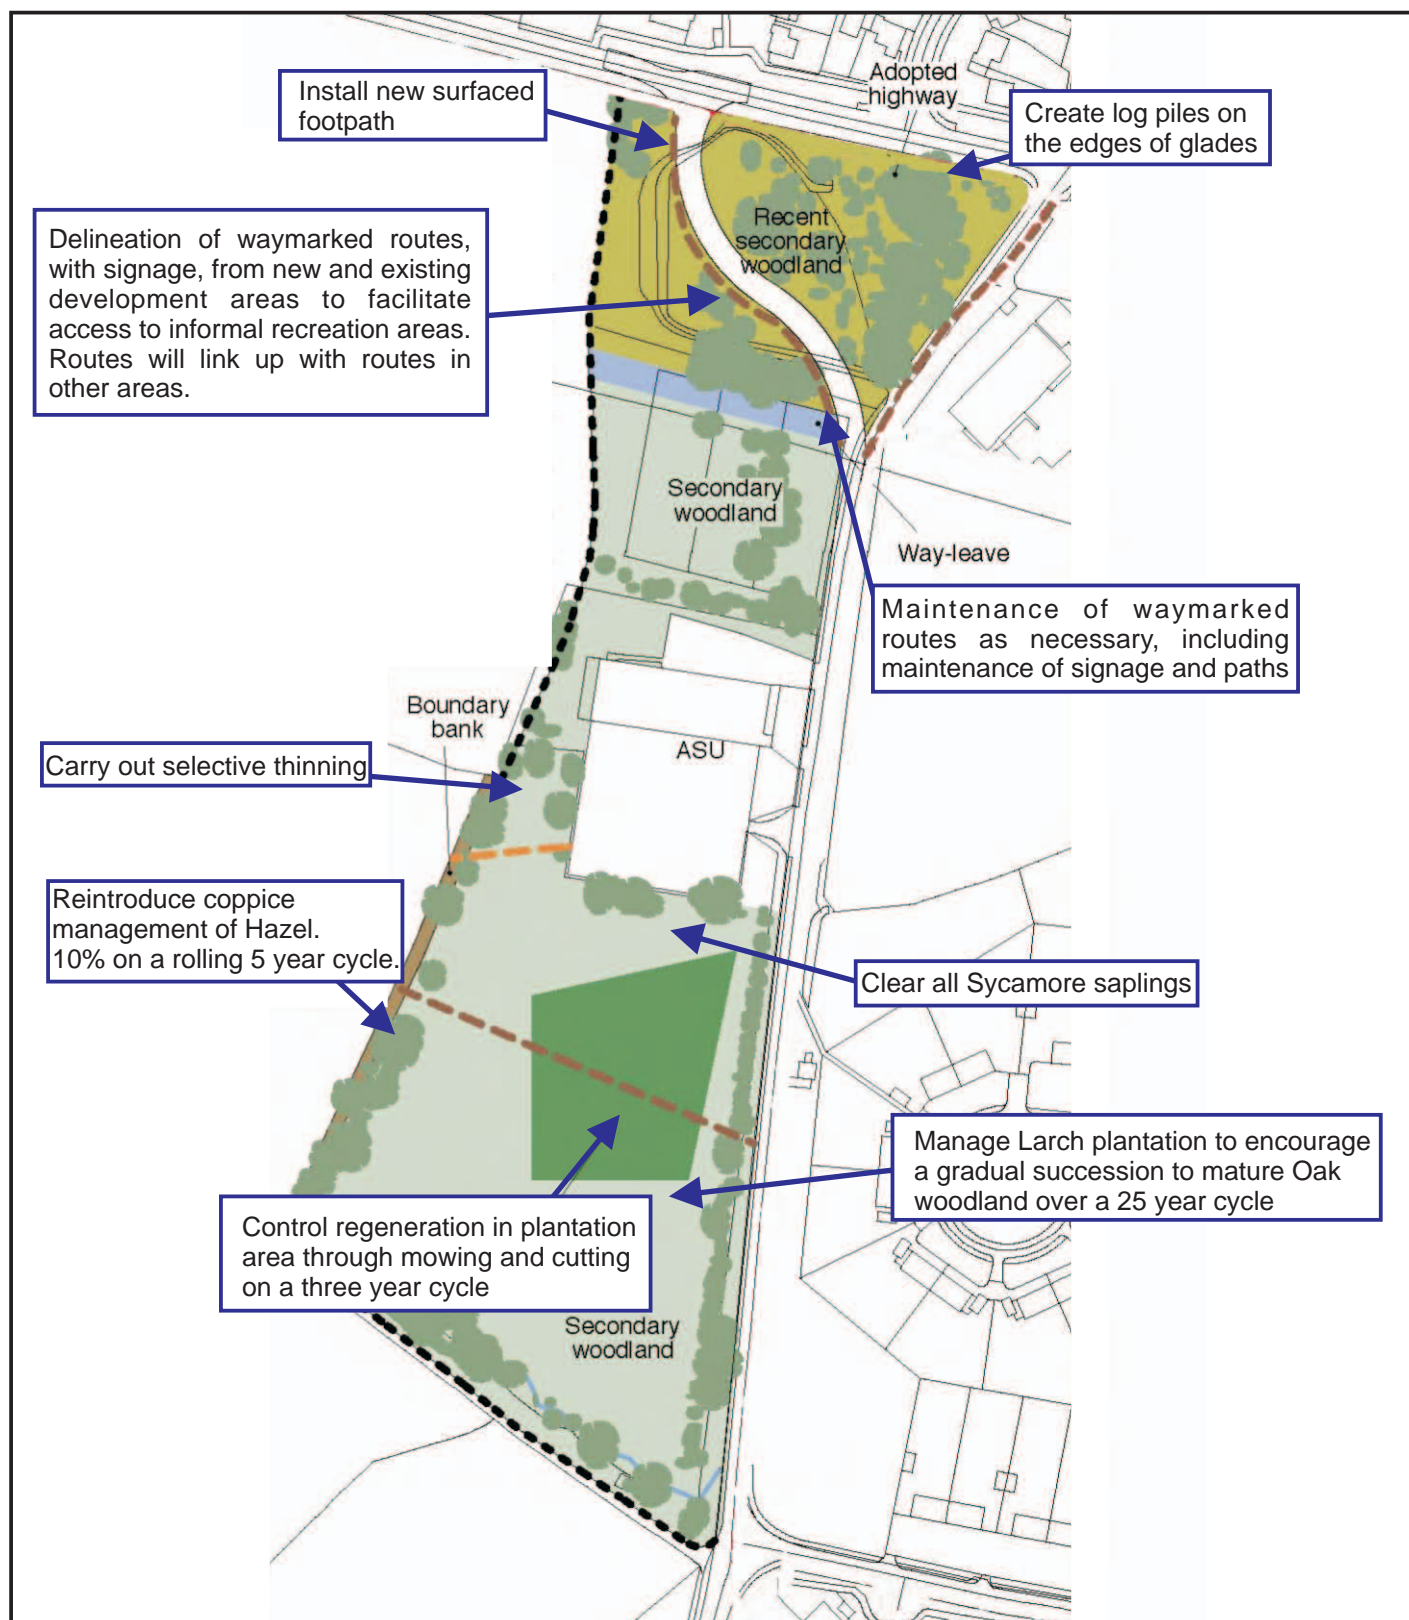 Adopted
highway
Install new surfaced
footpath
Create log piles on
the edges of glades
Delineation of waymarked routes,
with signage, from new and existing
development areas to facilitate
access to informal recreation areas.
Routes will link up with routes in
other areas.
Recent
secondary
woodland
Secondary
woodland
Way-leave
Maintenance of waymarked
routes as necessary, including
maintenance of signage and paths
Boundary
bank
ASU
Carry out selective thinning
Reintroduce coppice
management of Hazel.
10% on a rolling 5 year cycle.
Clear all Sycamore saplings
Manage Larch plantation to encourage
a gradual succession to mature Oak
woodland over a 25 year cycle
Control regeneration in plantation
area through mowing and cutting
on a three year cycle
Secondary
woodland